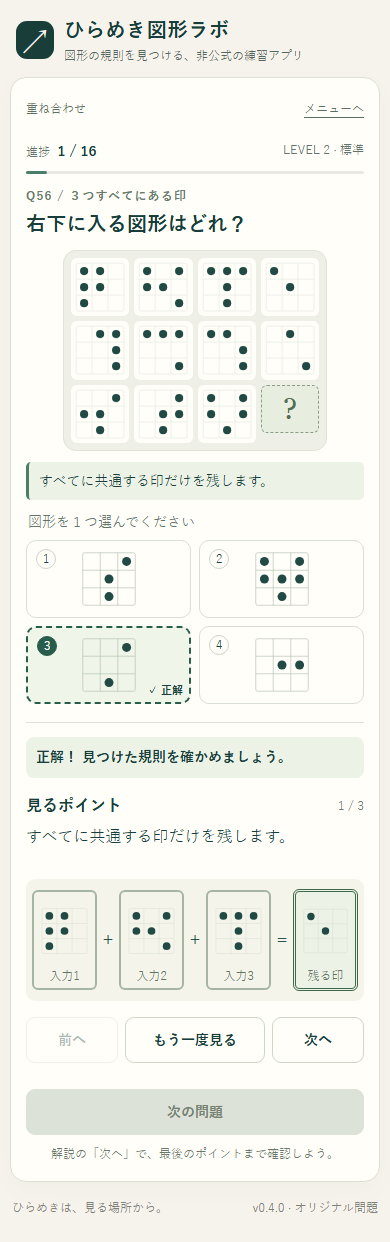 ひらめき図形ラボ
図形の規則を見つける、非公式の練習アプリ
重ね合わせ
メニューへ
進捗 1 / 16
LEVEL 2・標準
Q56 / 3つすべてにある印
右下に入る図形はどれ？
?
すべてに共通する印だけを残します。
図形を1つ選んでください
1
2
3
✓ 正解
4
正解！ 見つけた規則を確かめましょう。
見るポイント
1 / 3
すべてに共通する印だけを残します。
入力1 + 入力2 + 入力3 = 残る印
前へ
もう一度見る
次へ
次の問題
解説の「次へ」で、最後のポイントまで確認しよう。
ひらめきは、見る場所から。
v0.4.0・オリジナル問題